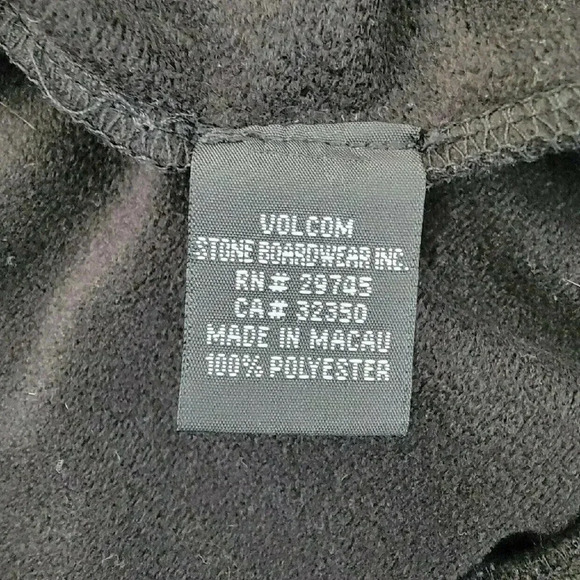 VOLCOM
STONE BOARDWEAR INC.
RN# 29745
CA# 32350
MADE IN MACAU
100% POLYESTER